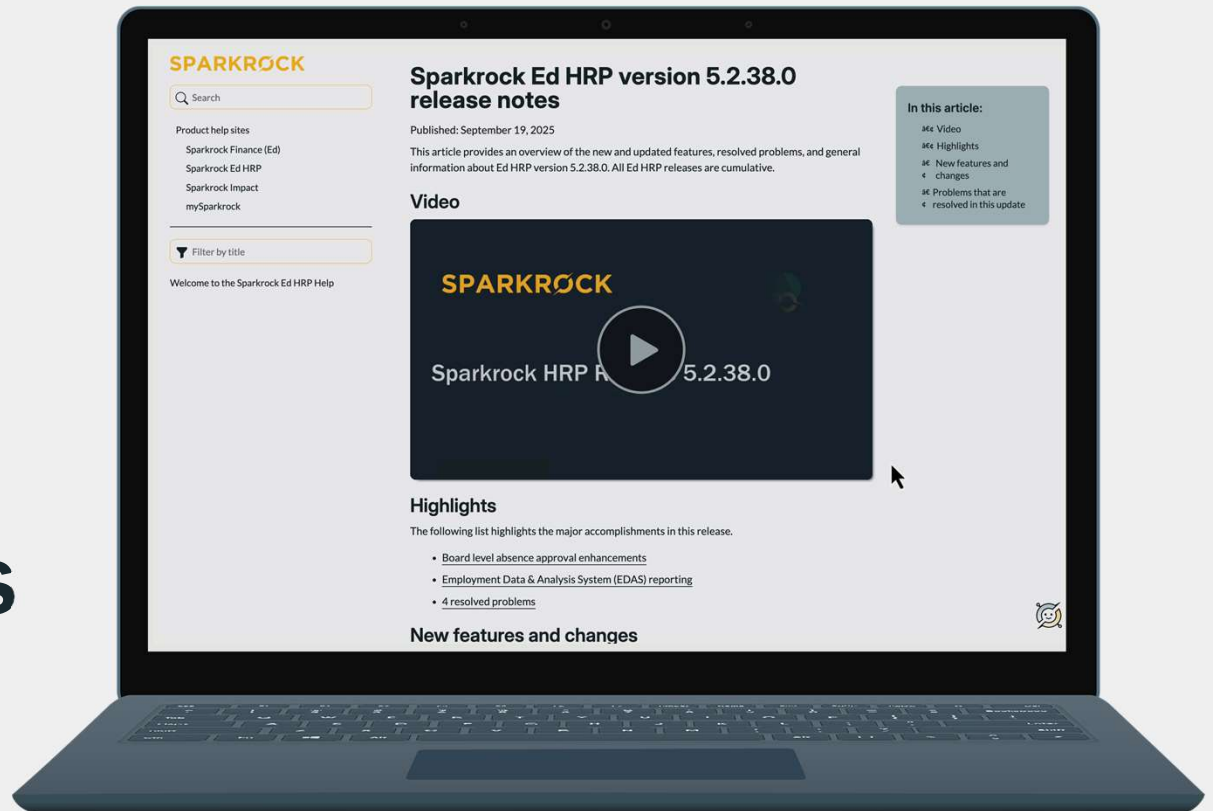 SPARKROCK
Search
Product help sites
Sparkrock Finance (Ed)
Sparkrock Ed HRP
Sparkrock Impact
mySparkrock
Filter by title
Welcome to the Sparkrock Ed HRP Help
Sparkrock Ed HRP version 5.2.38.0
release notes
Published: September 19, 2025
This article provides an overview of the new and updated features, resolved problems, and general
information about Ed HRP version 5.2.38.0. All Ed HRP releases are cumulative.
Video
SPARKROCK
Sparkrock HRP 5.2.38.0
Highlights
The following list highlights the major accomplishments in this release.
• Board level absence approval enhancements
• Employment Data & Analysis System (EDAS) reporting
• 4 resolved problems
New features and changes
In this article:
• Video
• Highlights
• New features and
changes
• Problems that are
resolved in this update
s